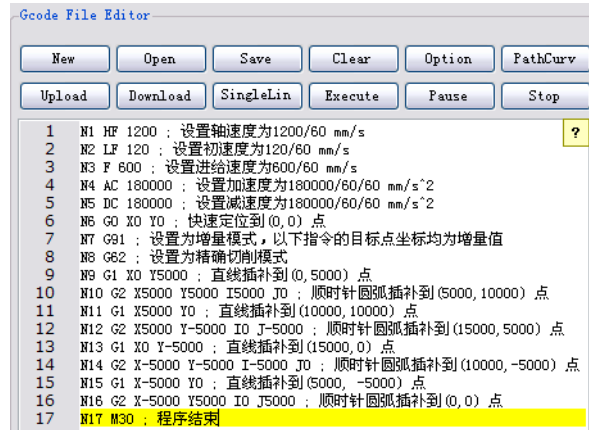 Gcode File Editor
New Open Save Clear Option PathCurv
Upload Download SingleLin Execute Pause Stop
?
1 N1 HF 1200 ; 设置轴速度为1200/60 mm/s
2 N2 LF 120 ; 设置初速度为120/60 mm/s
3 N3 F 600 ; 设置进给速度为600/60 mm/s
4 N4 AC 180000 ; 设置加速度为180000/60/60 mm/s^2
5 N5 DC 180000 ; 设置减速度为180000/60/60 mm/s^2
6 N6 G0 X0 Y0 ; 快速定位到(0,0) 点
7 N7 G91 ; 设置为增量模式，以下指令的目标点坐标均为增量值
8 N8 G62 ; 设置为精确切削模式
9 N9 G1 X0 Y5000 ; 直线插补到(0,5000) 点
10 N10 G2 X5000 Y5000 I5000 J0 ; 顺时针圆弧插补到(5000,10000) 点
11 N11 G1 X5000 Y0 ; 直线插补到(10000,10000) 点
12 N12 G2 X5000 Y-5000 I0 J-5000 ; 顺时针圆弧插补到(15000,5000) 点
13 N13 G1 X0 Y-5000 ; 直线插补到(15000,0) 点
14 N14 G2 X-5000 Y-5000 I-5000 J0 ; 顺时针圆弧插补到(10000,-5000) 点
15 N15 G1 X-5000 Y0 ; 直线插补到(5000, -5000) 点
16 N16 G2 X-5000 Y5000 I0 J5000 ; 顺时针圆弧插补到(0,0) 点
17 N17 M30 ; 程序结束